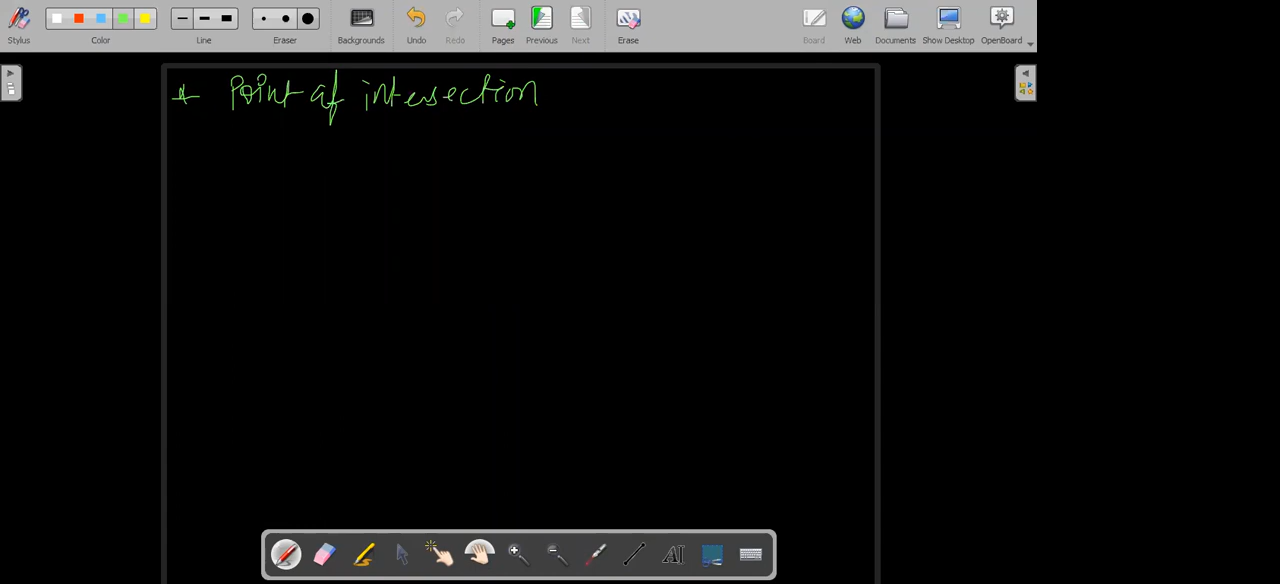 Stylus Color Line Eraser Backgrounds Undo Redo Pages Previous Next Erase Board Web Documents Show Desktop OpenBoard
* Point of intersection
AI